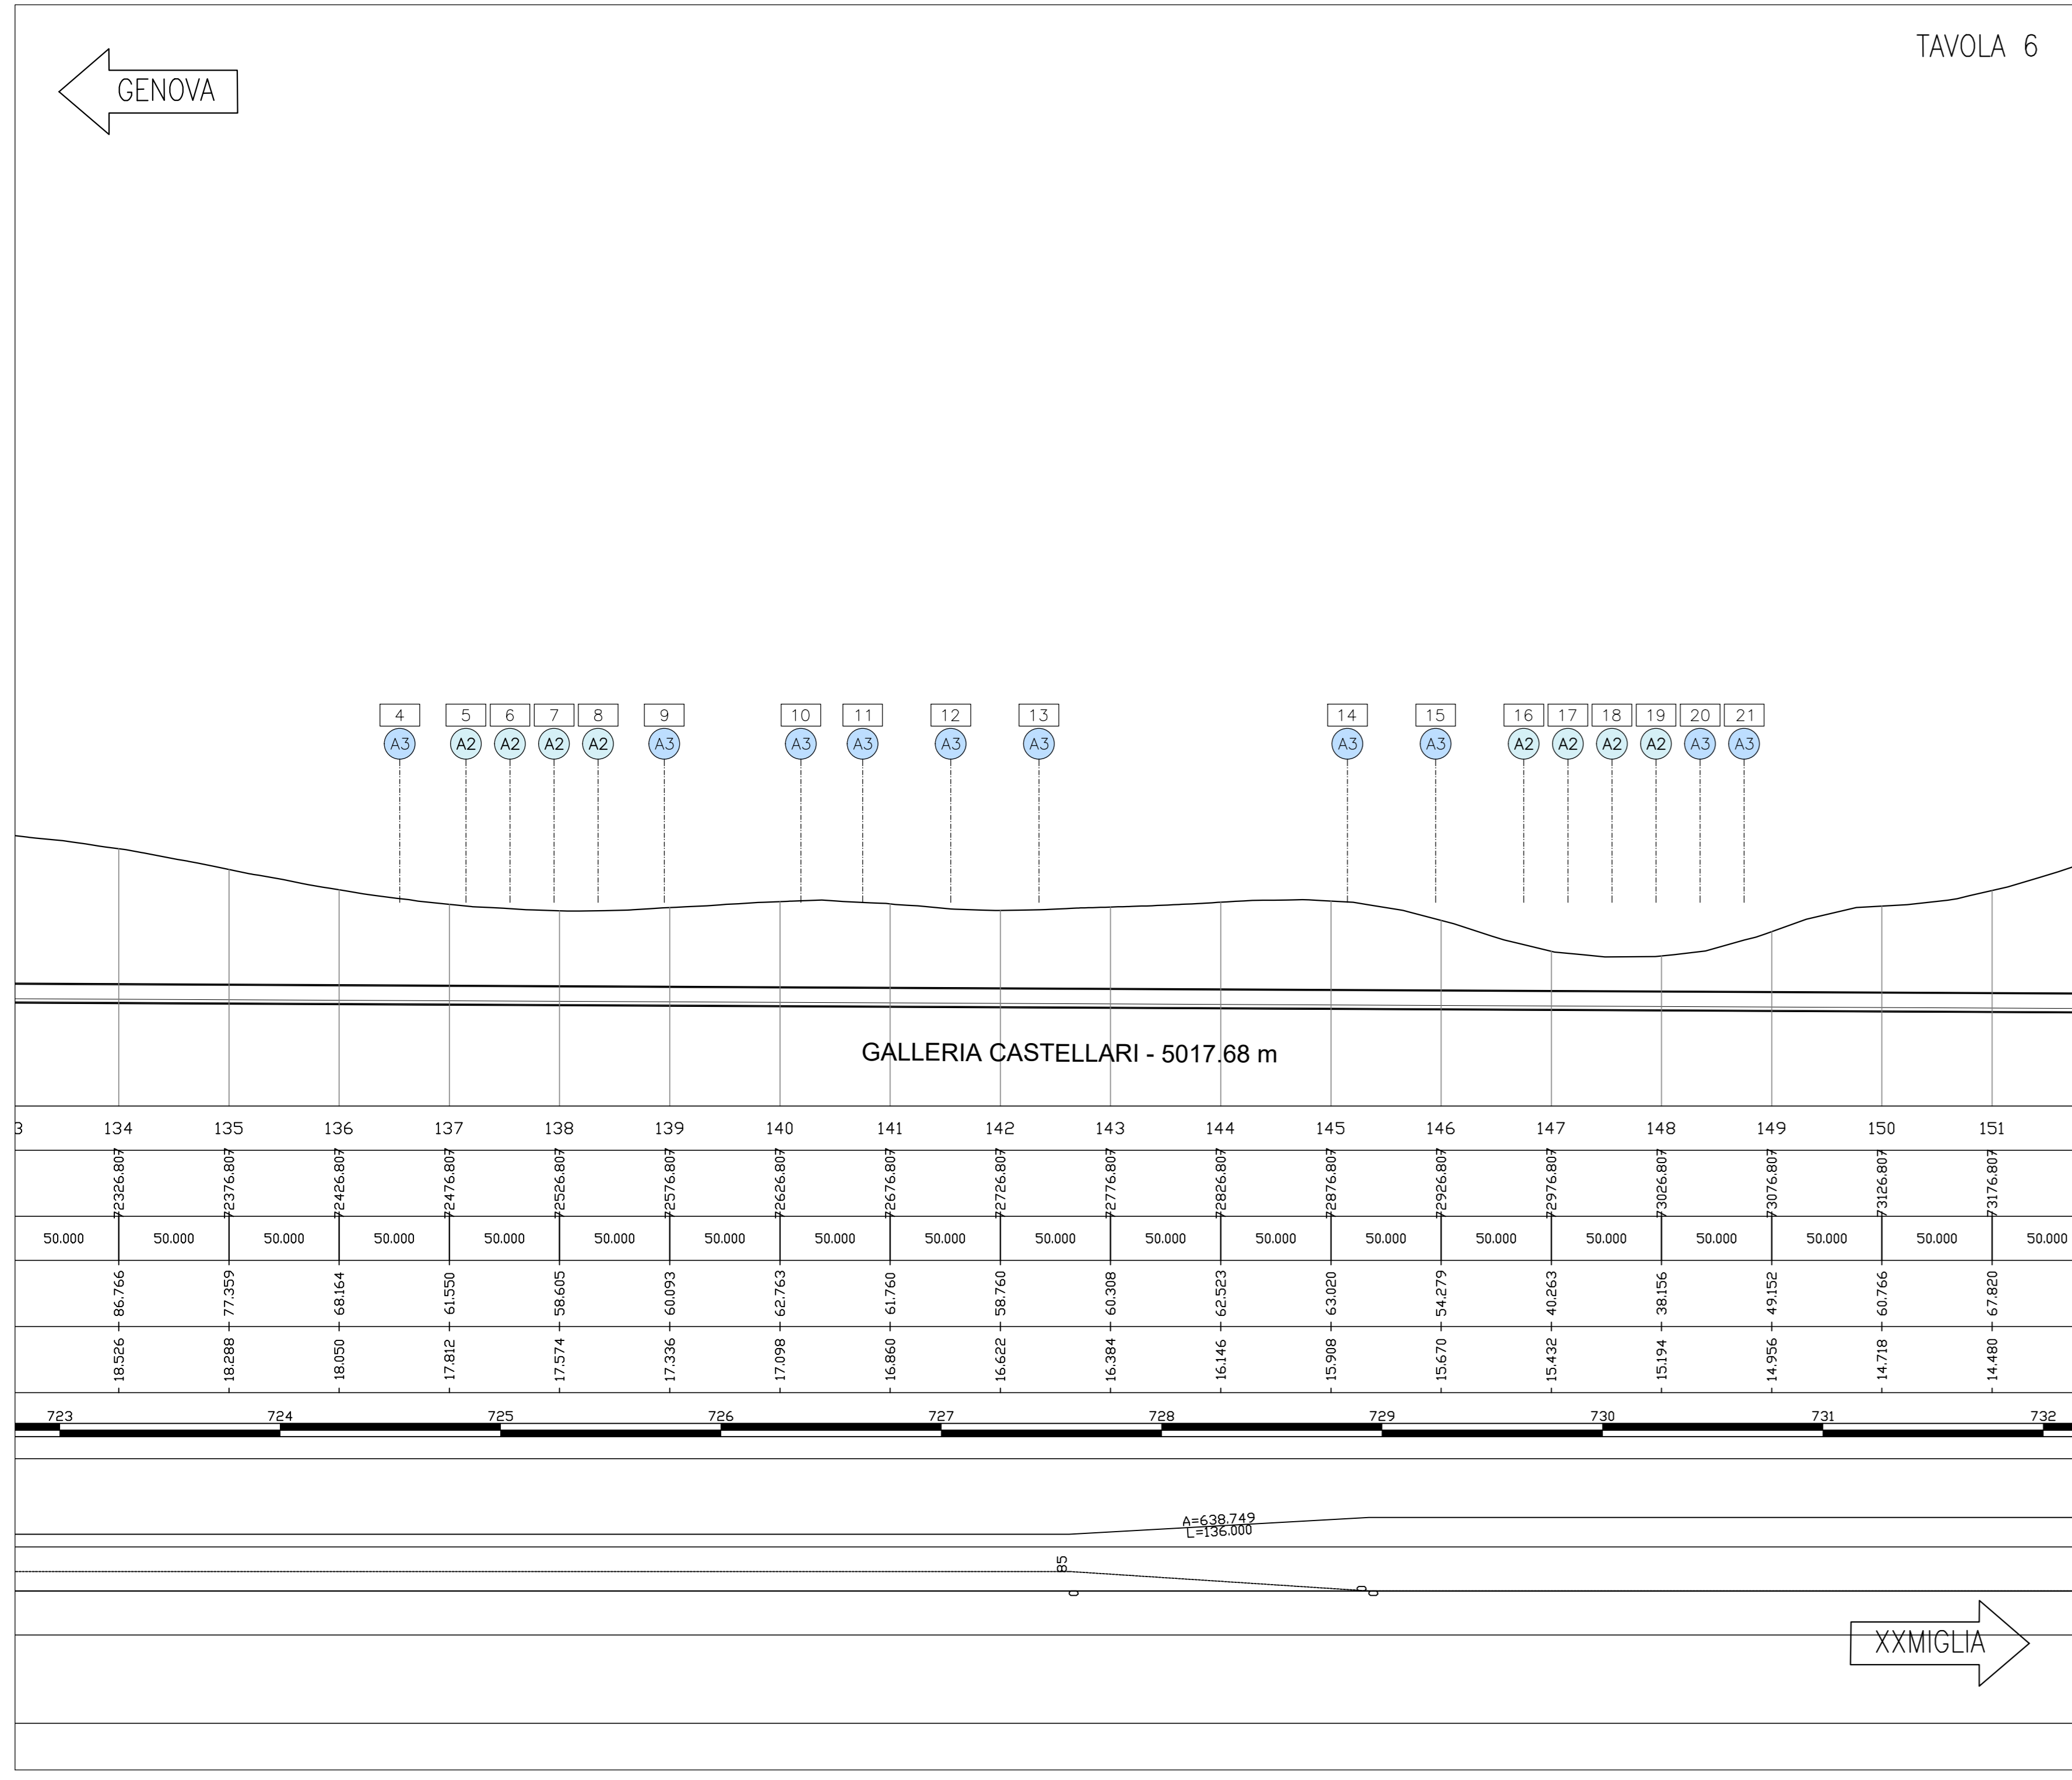 TAVOLA 6
GENOVA
4 5 6 7 8 9 10 11 12 13 14 15 16 17 18 19 20 21
A3 A2 A2 A2 A2 A3 A3 A3 A3 A3 A3 A3 A2 A2 A2 A2 A3 A3
GALLERIA CASTELLARI - 5017.68 m
3 134 135 136 137 138 139 140 141 142 143 144 145 146 147 148 149 150 151
72326.807 72376.807 72426.807 72476.807 72526.807 72576.807 72626.807 72676.807 72726.807 72776.807 72826.807 72876.807 72926.807 72976.807 73026.807 73076.807 73126.807 73176.807
50.000 50.000 50.000 50.000 50.000 50.000 50.000 50.000 50.000 50.000 50.000 50.000 50.000 50.000 50.000 50.000 50.000 50.000 50.000
86.766 77.359 68.164 61.550 58.605 60.093 62.763 61.760 58.760 60.308 62.523 63.020 54.279 40.263 38.156 49.152 60.766 67.820
18.526 18.288 18.050 17.812 17.574 17.336 17.098 16.860 16.622 16.384 16.146 15.908 15.670 15.432 15.194 14.956 14.718 14.480
723 724 725 726 727 728 729 730 731 732
A=638.749
L=136.000
85
0 0 0
XXMIGLIA